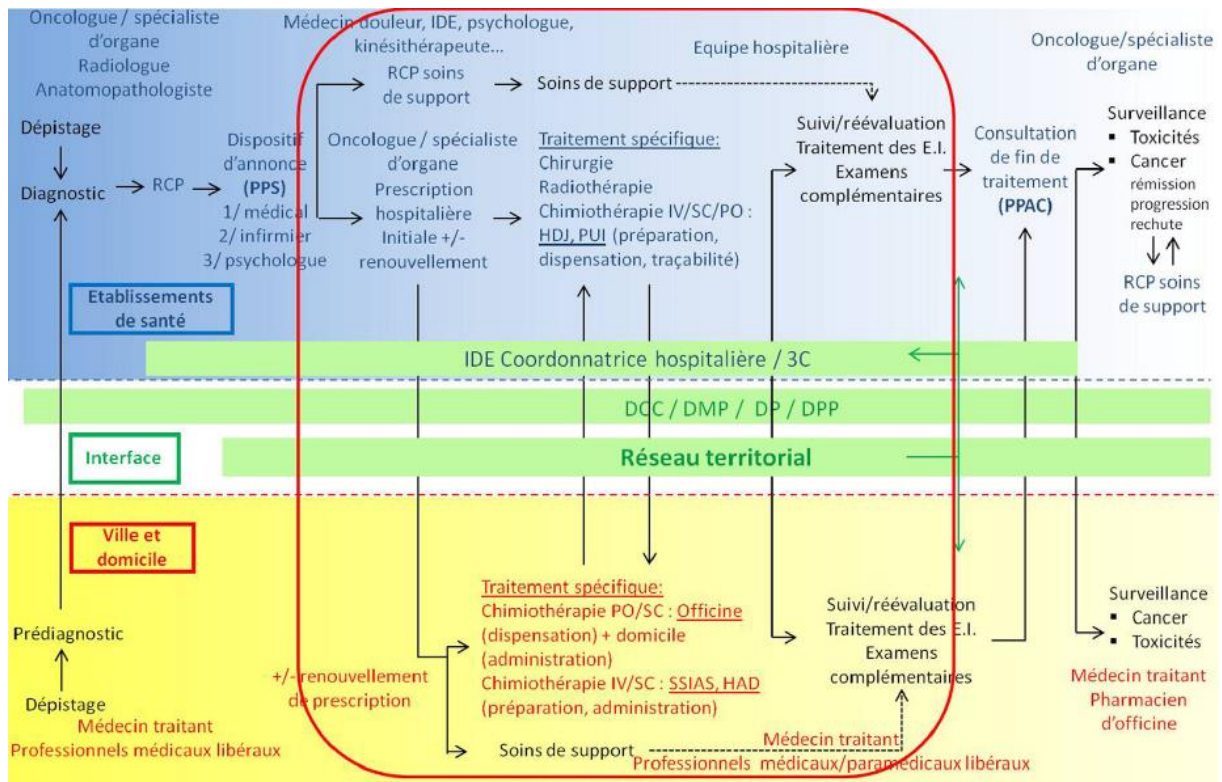 Oncologue / spécialiste
d'organe
Radiologue
Anatomopathologiste
Dépistage
Diagnostic
RCP
Dispositif
d'annonce
(PPS)
1/ médical
2/ infirmier
3/ psychologue
Médecin douleur, IDE, psychologue,
kinésithérapeute...
RCP soins
de support
Soins de support
Equipe hospitalière
Oncologue / spécialiste
d'organe
Prescription
hospitalière
Initiale +/-
renouvellement
Traitement spécifique:
Chirurgie
Radiothérapie
Chimiothérapie IV/SC/PO :
HDJ, PUI (préparation,
dispensation, traçabilité)
Suivi/réévaluation
Traitement des E.I.
Examens
complémentaires
Consultation
de fin de
traitement
(PPAC)
Oncologue/spécialiste
d'organe
Surveillance
▪ Toxicités
▪ Cancer
rémission
progression
rechute
RCP soins
de support
Etablissements
de santé
IDE Coordonnatrice hospitalière / 3C
DCC / DMP / DP / DPP
Interface
Réseau territorial
Ville et
domicile
Prédiagnostic
Dépistage
Médecin traitant
Professionnels médicaux libéraux
+/- renouvellement
de prescription
Traitement spécifique:
Chimiothérapie PO/SC : Officine
(dispensation) + domicile
(administration)
Chimiothérapie IV/SC : SSIAS, HAD
(préparation, administration)
Soins de support
Suivi/réévaluation
Traitement des E.I.
Examens
complémentaires
Médecin traitant
Professionnels médicaux/paramédicaux libéraux
Surveillance
▪ Cancer
▪ Toxicités
Médecin traitant
Pharmacien
d'officine